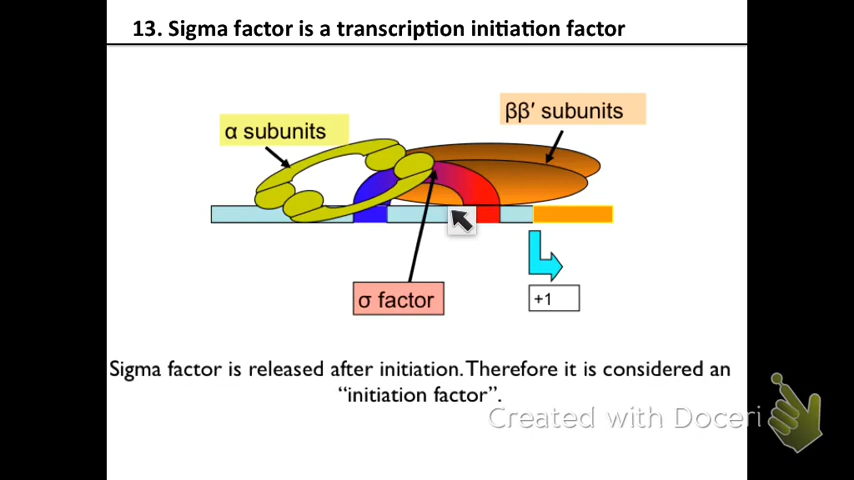 13. Sigma factor is a transcription initiation factor
ββ′ subunits
α subunits
σ factor
+1
Sigma factor is released after initiation. Therefore it is considered an
“initiation factor”.
Created with Doceri